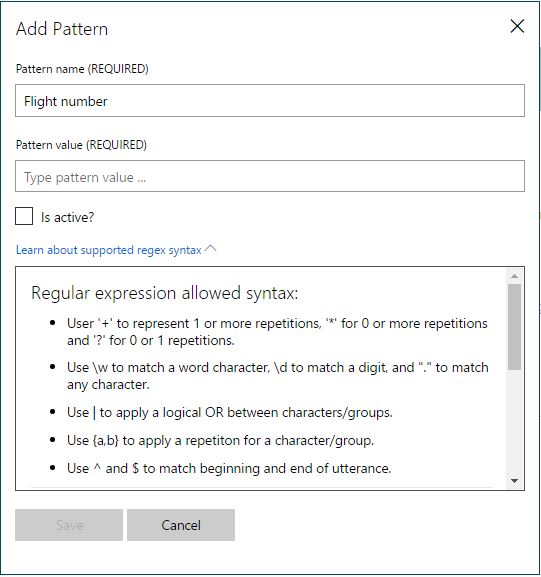 Add Pattern
Pattern name (REQUIRED)
Flight number
Pattern value (REQUIRED)
Type pattern value ...
Is active?
Learn about supported regex syntax
Regular expression allowed syntax:
• User '+' to represent 1 or more repetitions, '*' for 0 or more repetitions
and '?' for 0 or 1 repetitions.
• Use \w to match a word character, \d to match a digit, and "." to match
any character.
• Use | to apply a logical OR between characters/groups.
• Use {a,b} to apply a repetiton for a character/group.
• Use ^ and $ to match beginning and end of utterance.
Save
Cancel